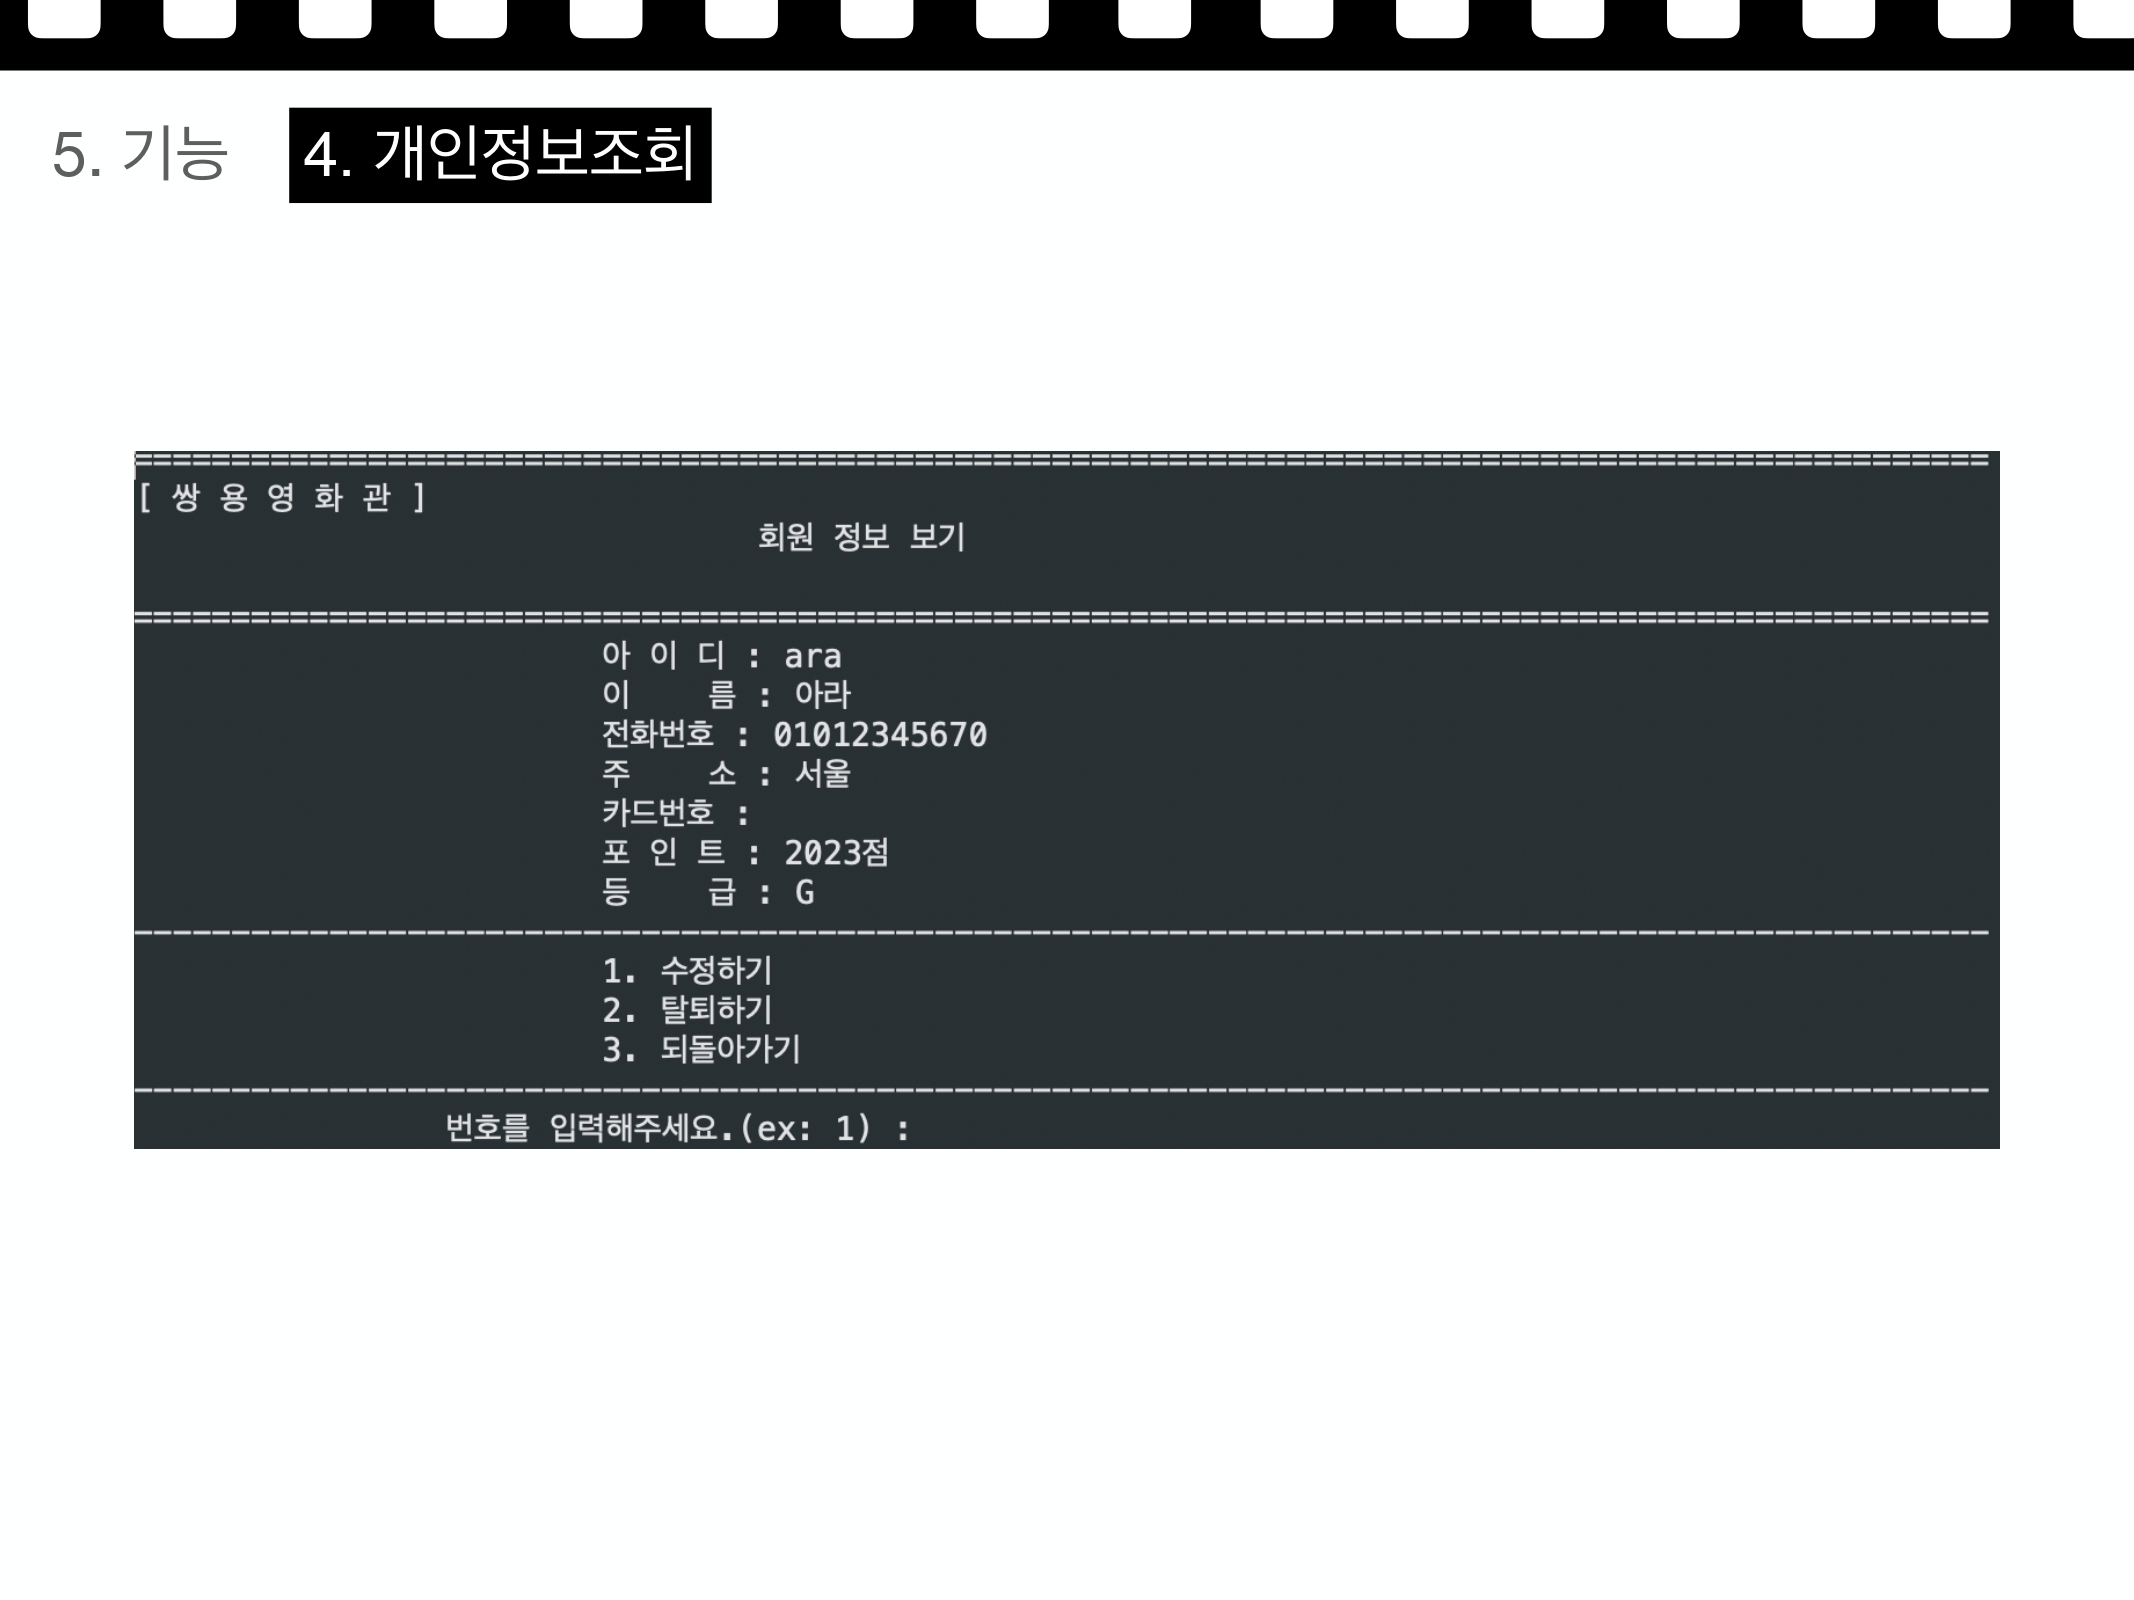 5. 기능
4. 개인정보조회
[ 쌍 용 영 화 관 ]
회원 정보 보기
아 이 디 : ara
이 름 : 아라
전화번호 : 01012345670
주 소 : 서울
카드번호 :
포 인 트 : 2023점
등 급 : G
1. 수정하기
2. 탈퇴하기
3. 되돌아가기
번호를 입력해주세요.(ex: 1) :